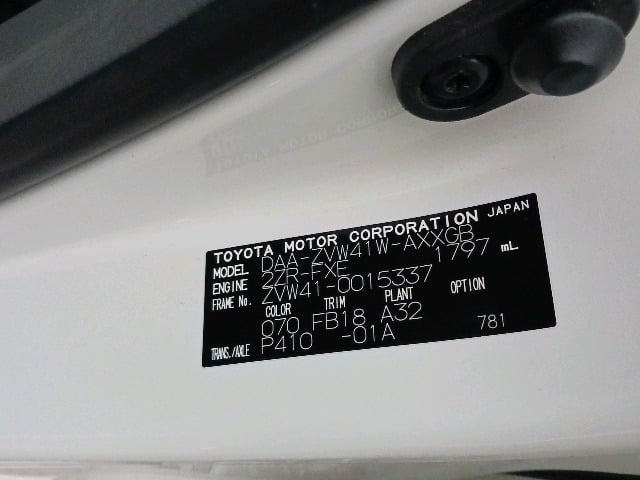 TOYOTA MOTOR CORPORATION JAPAN
MODEL DAA-ZVW41W-AXXGB
ENGINE 2ZR-FXE 1797 mL
FRAME No. ZVW41-0015337
COLOR TRIM PLANT OPTION
070 FB18 A32
TRANS./AXLE P410 -01A 781